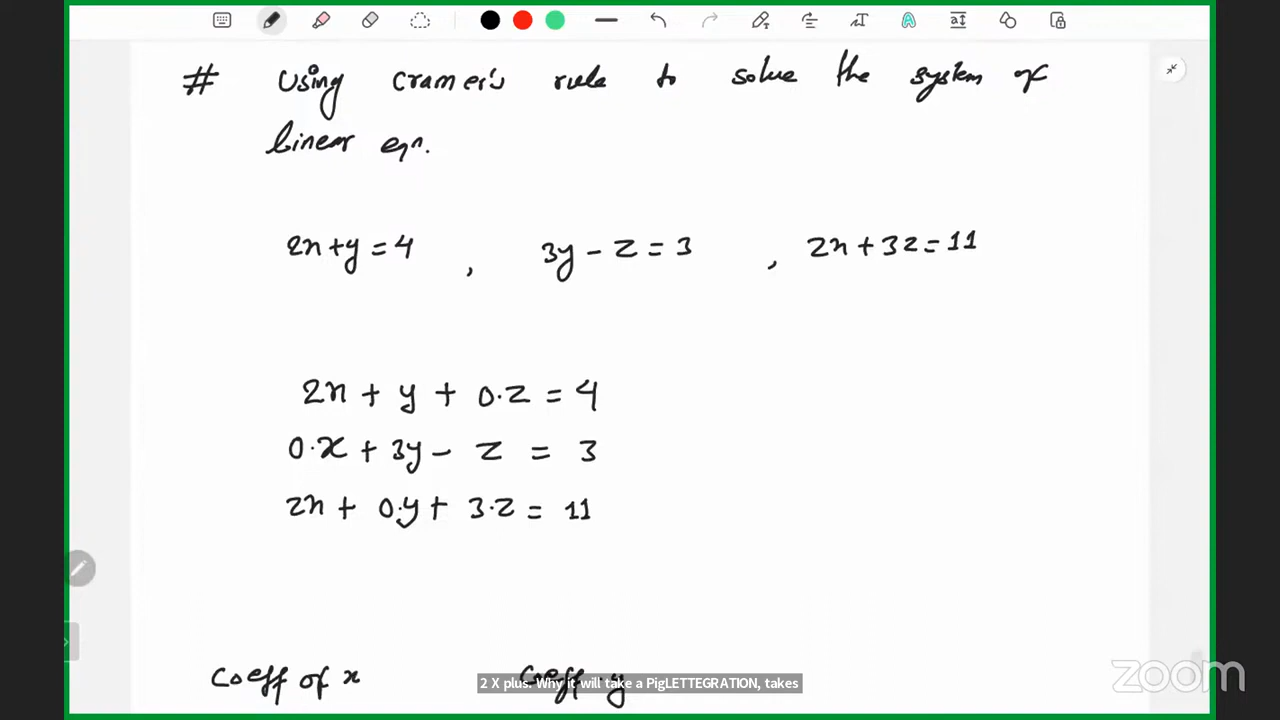 # Using cramer's rule to solve the system of
linear eqn.
2x+y=4 , 3y-z=3 , 2x+3z=11
2x + y + 0.z = 4
0.x + 3y - z = 3
2x + 0.y + 3.z = 11
coeff of x coeff y
2 X plus. Why it will take a PigLETTEGRATION, takes
zoom